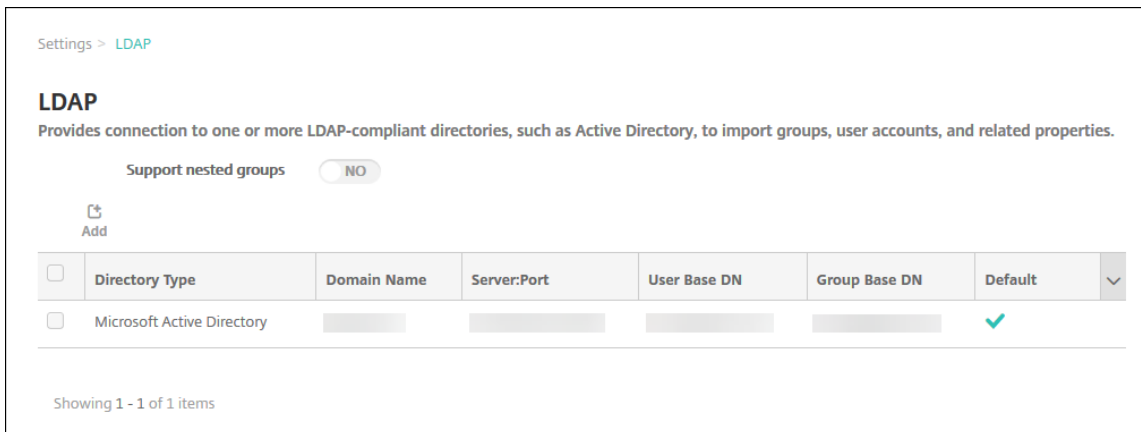 Settings > LDAP
LDAP
Provides connection to one or more LDAP-compliant directories, such as Active Directory, to import groups, user accounts, and related properties.
Support nested groups NO
Add
Directory Type Domain Name Server:Port User Base DN Group Base DN Default
Microsoft Active Directory
Showing 1 - 1 of 1 items